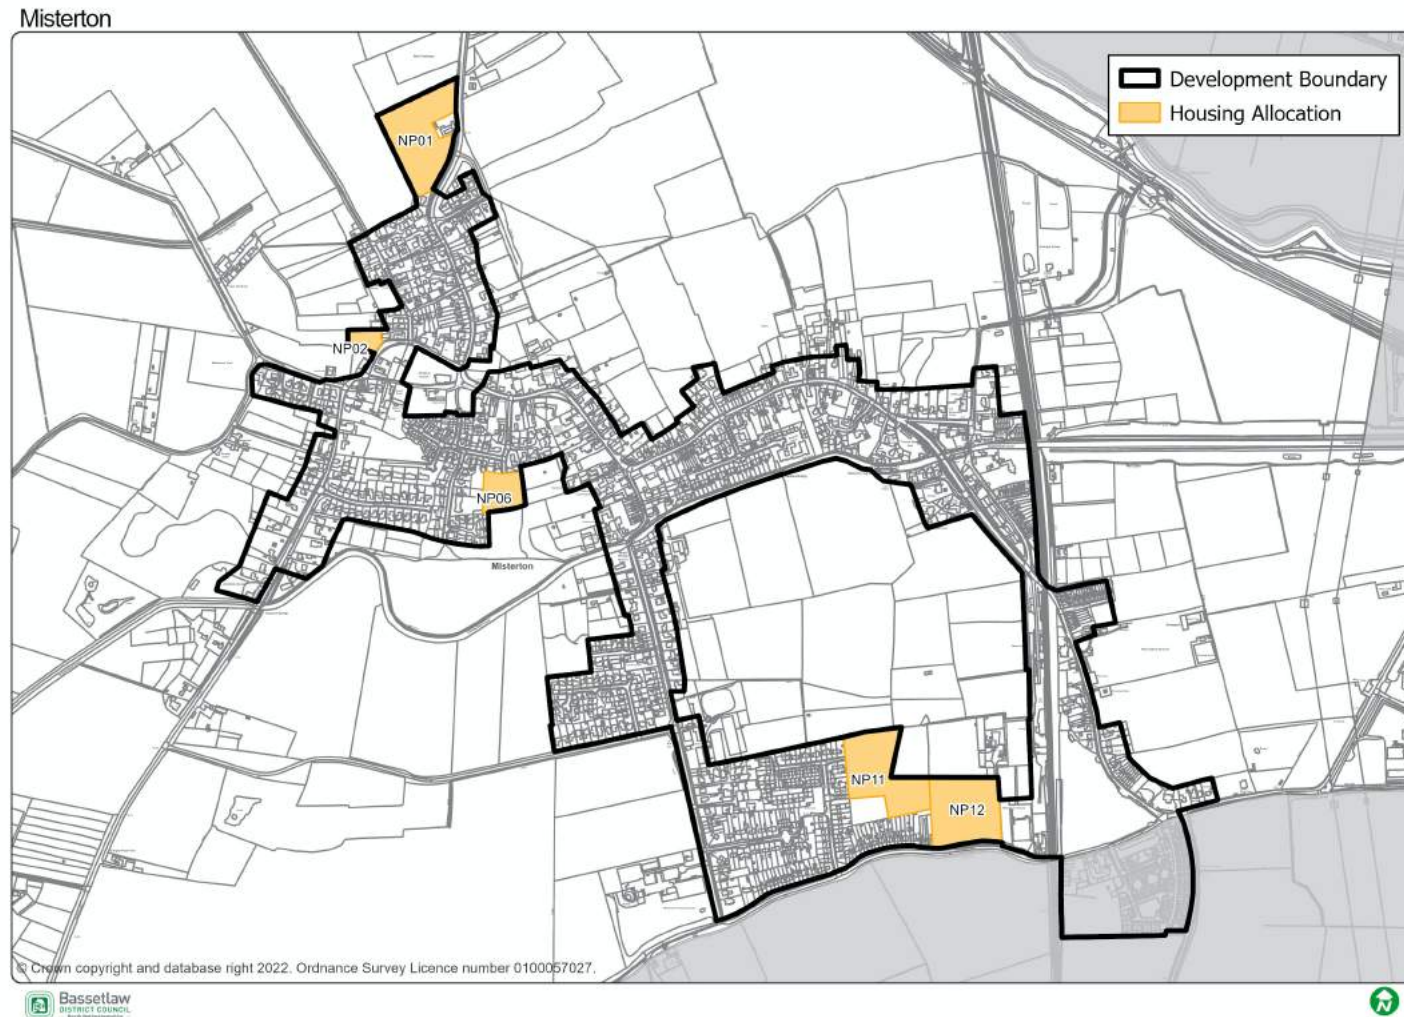 Misterton
Development Boundary
Housing Allocation
NP01
NP02
NP06
Misterton
NP11
NP12
© Crown copyright and database right 2022. Ordnance Survey Licence number 0100057027.
Bassetlaw
DISTRICT COUNCIL
N